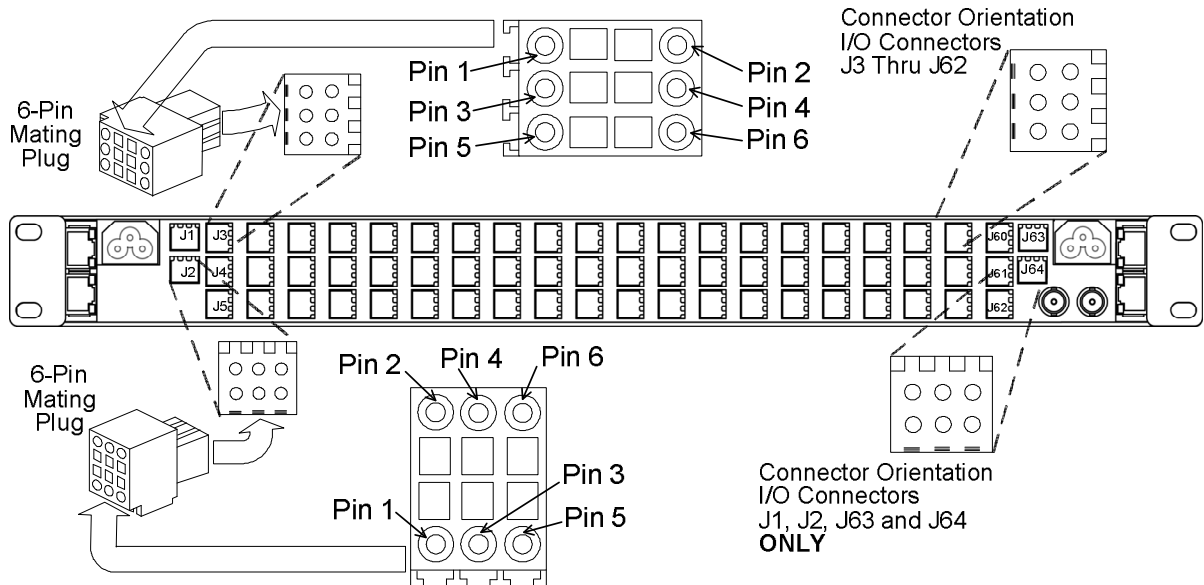 Connector Orientation
I/O Connectors
J3 Thru J62
Pin 1
Pin 2
Pin 3
Pin 4
Pin 5
Pin 6
6-Pin
Mating
Plug
J1
J3
J60
J63
J2
J4
J61
J64
J5
J62
6-Pin
Mating
Plug
Pin 2
Pin 4
Pin 6
Pin 3
Pin 1
Pin 5
Connector Orientation
I/O Connectors
J1, J2, J63 and J64
ONLY